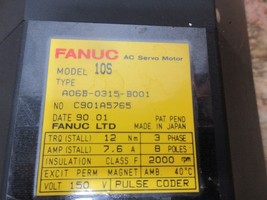 FANUC AC Servo Motor
MODEL 10S
TYPE
A06B-0315-B001
NO C901A5765
DATE 90.01 PAT PEND
FANUC LTD MADE IN JAPAN
TRQ (STALL) 12 Nm 3 PHASE
AMP (STALL) 7.6 A 8 POLES
INSULATION CLASS F 2000 rpm
EXCIT PERM MAGNET AMB 40°C
VOLT 150 V PULSE CODER